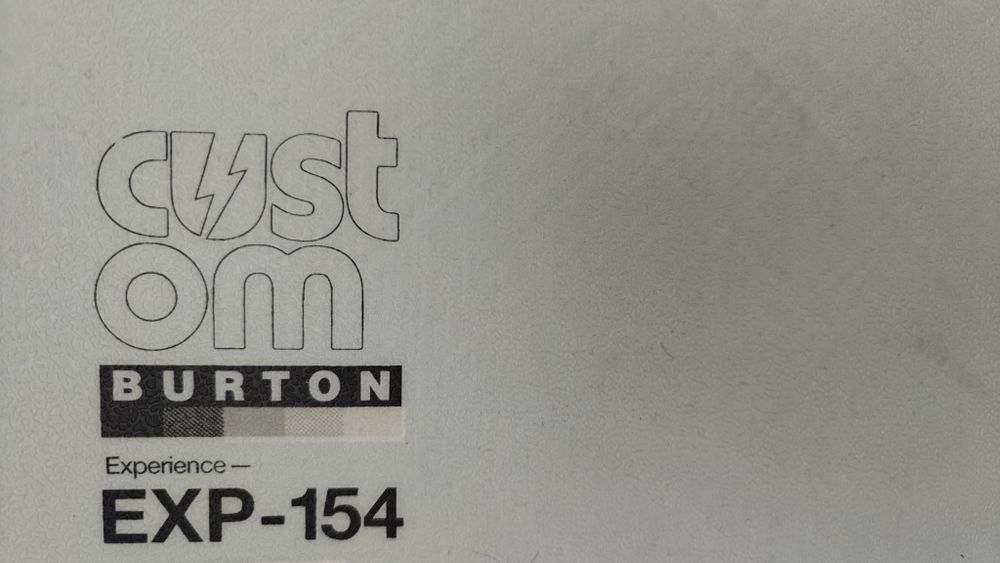 cust
om
BURTON
Experience —
EXP-154